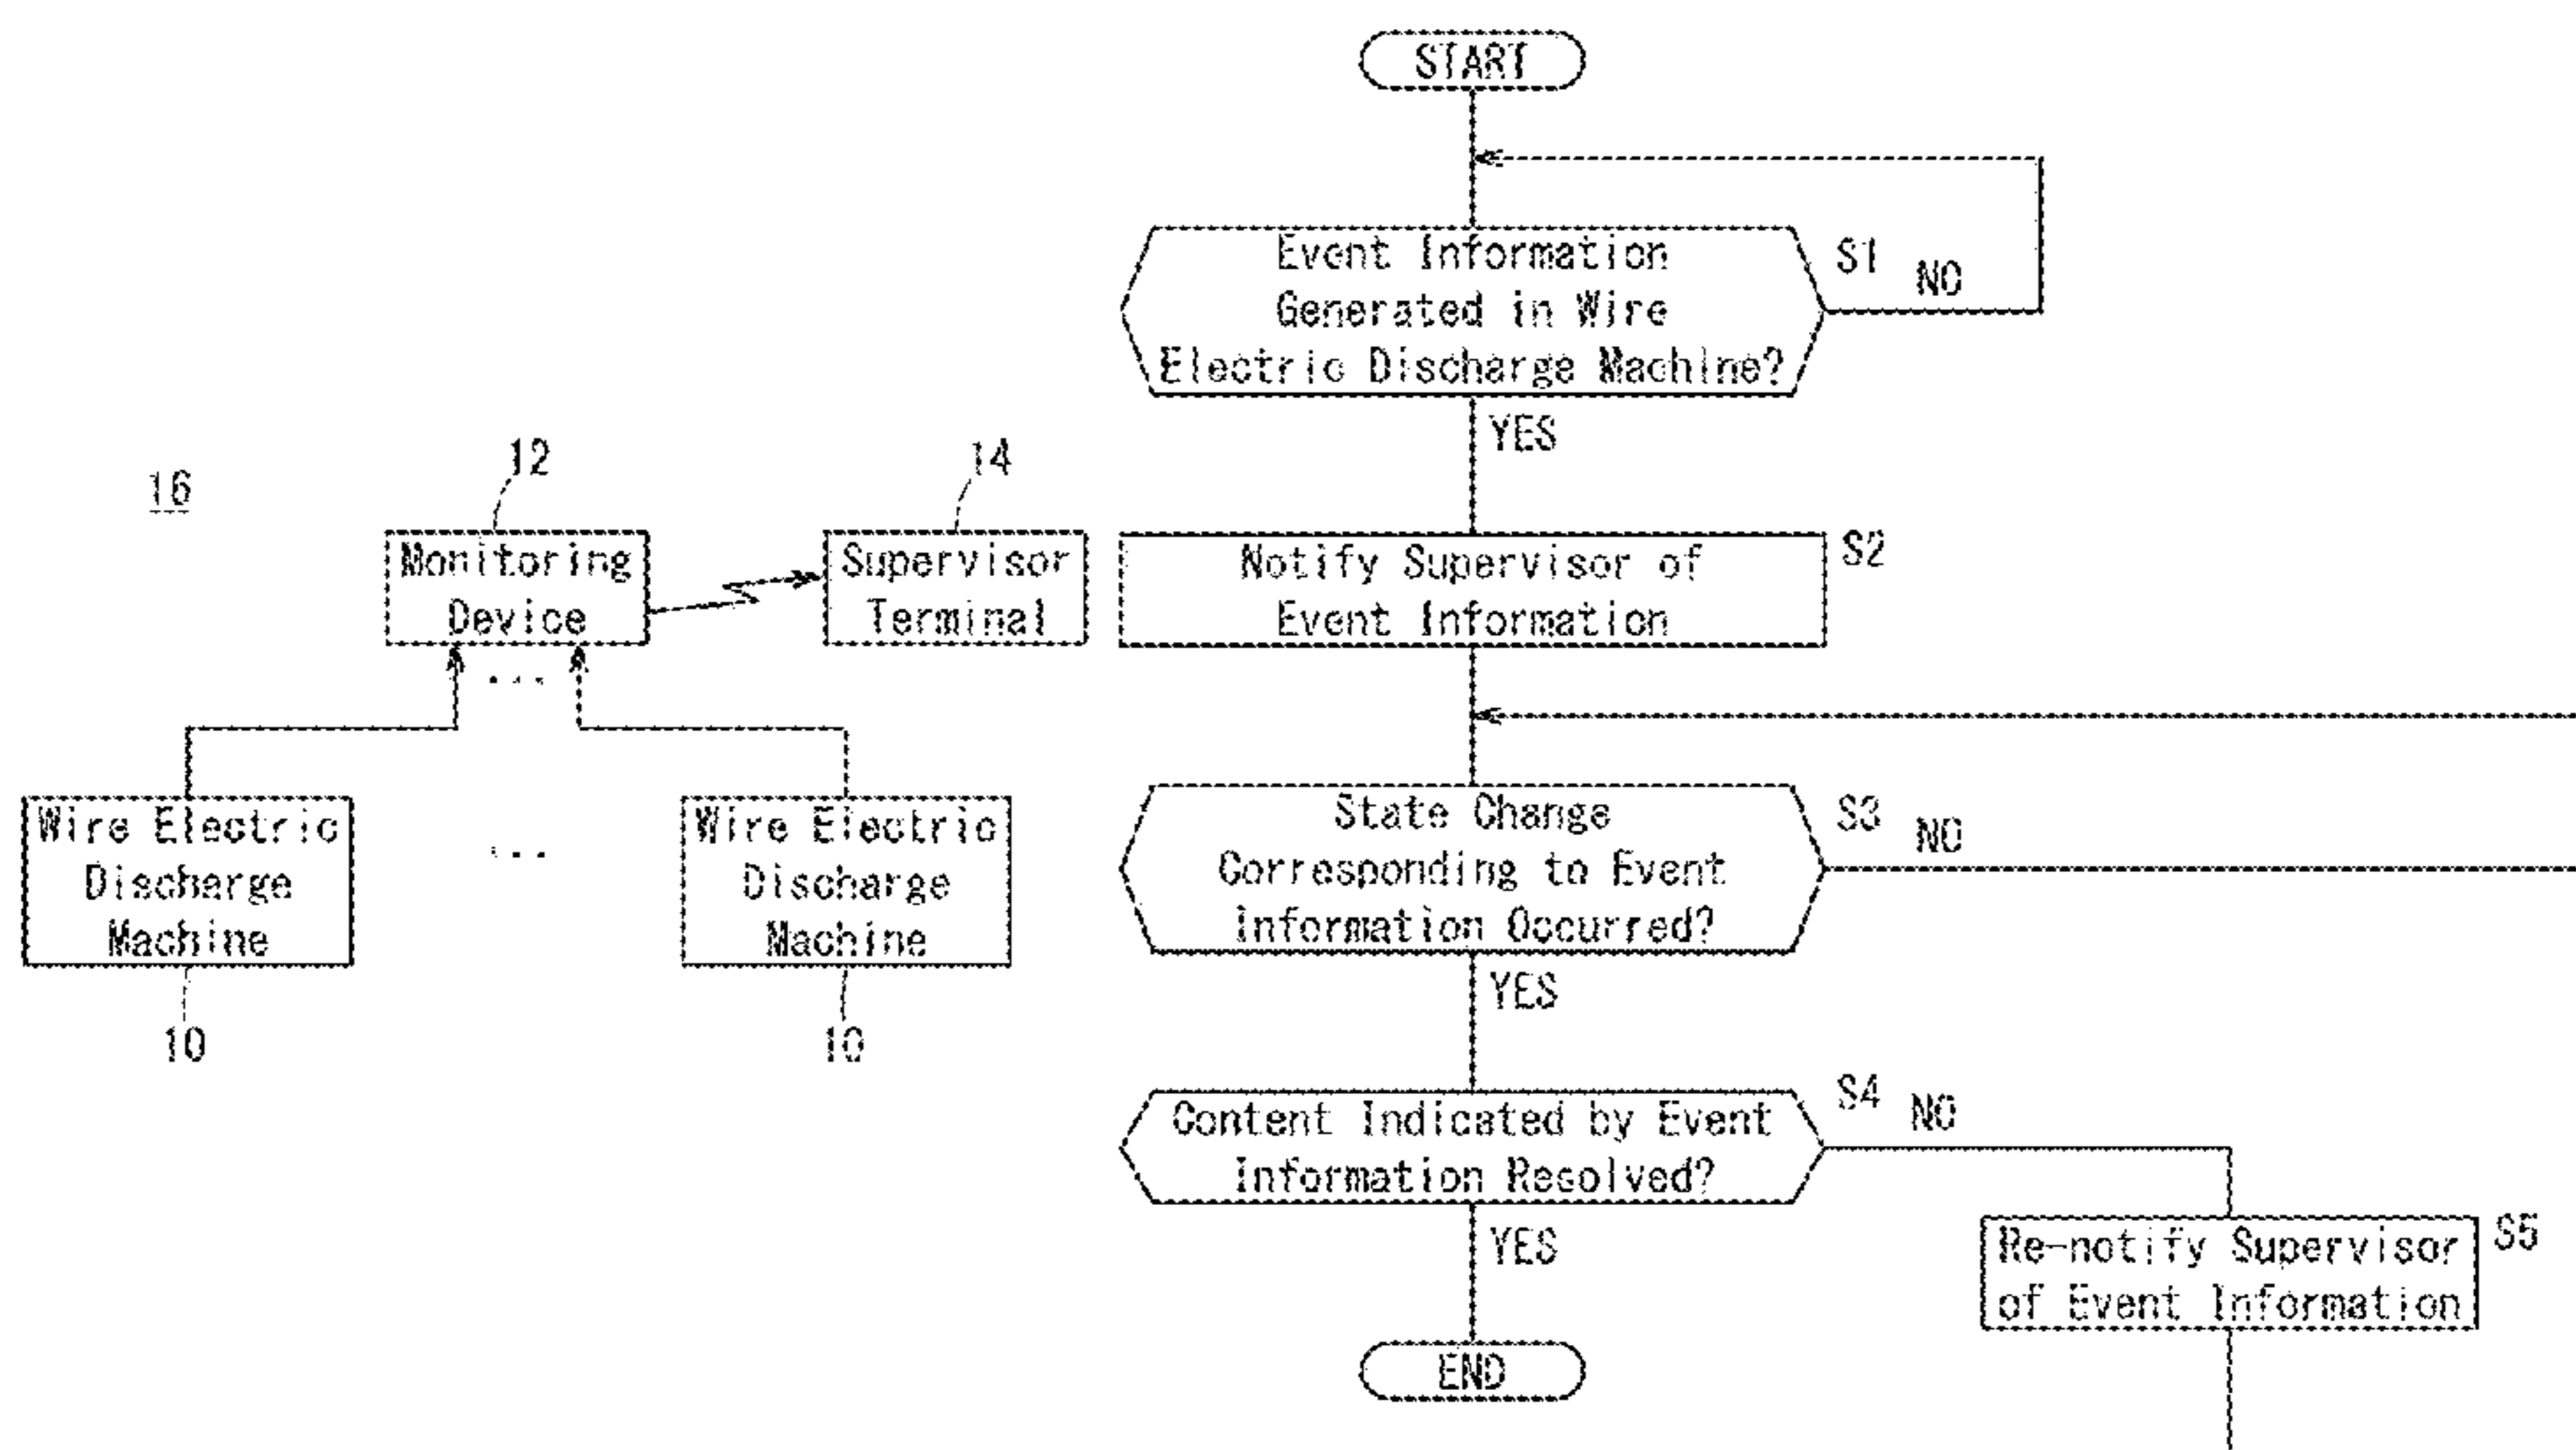 16
12
Monitoring
Device
14
Supervisor
Terminal
...
Wire Electric
Discharge
Machine
10
...
Wire Electric
Discharge
Machine
10
START
Event Information
Generated in Wire
Electric Discharge Machine?
S1
NO
YES
Notify Supervisor of
Event Information
S2
State Change
Corresponding to Event
Information Occurred?
S3
NO
YES
Content Indicated by Event
Information Resolved?
S4
NO
YES
Re-notify Supervisor
of Event Information
S5
END